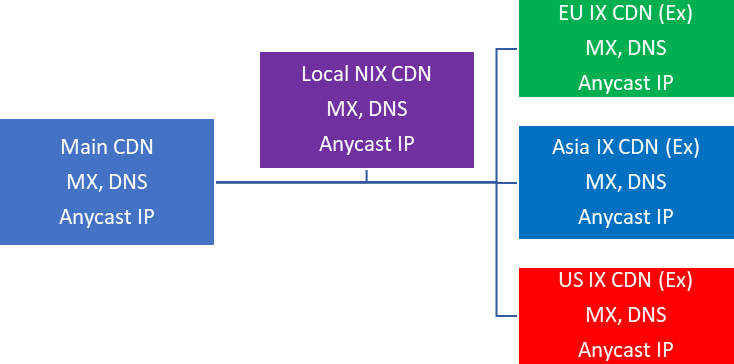 Main CDN
MX, DNS
Anycast IP
Local NIX CDN
MX, DNS
Anycast IP
EU IX CDN (Ex)
MX, DNS
Anycast IP
Asia IX CDN (Ex)
MX, DNS
Anycast IP
US IX CDN (Ex)
MX, DNS
Anycast IP